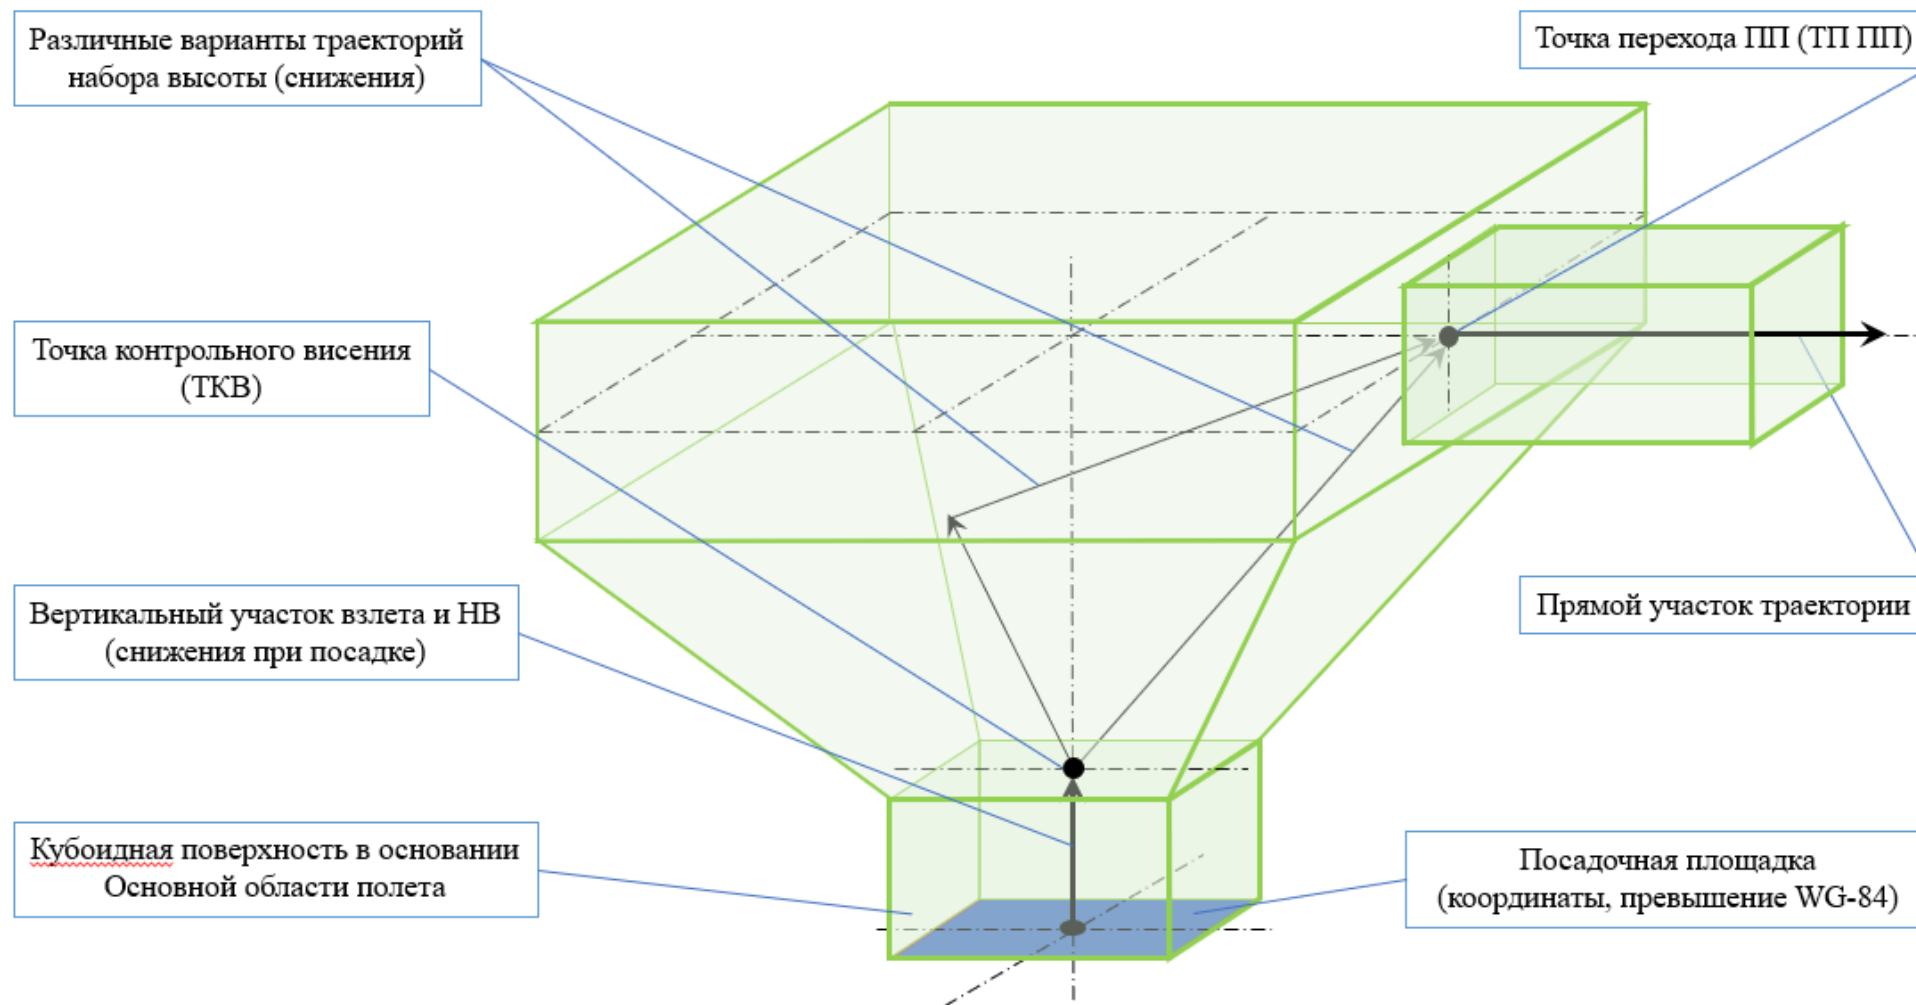 Различные варианты траекторий
набора высоты (снижения)
Точка перехода ПП (ТП ПП)
Точка контрольного висения
(ТКВ)
Вертикальный участок взлета и НВ
(снижения при посадке)
Прямой участок траектории
Кубоидная поверхность в основании
Основной области полета
Посадочная площадка
(координаты, превышение WG-84)